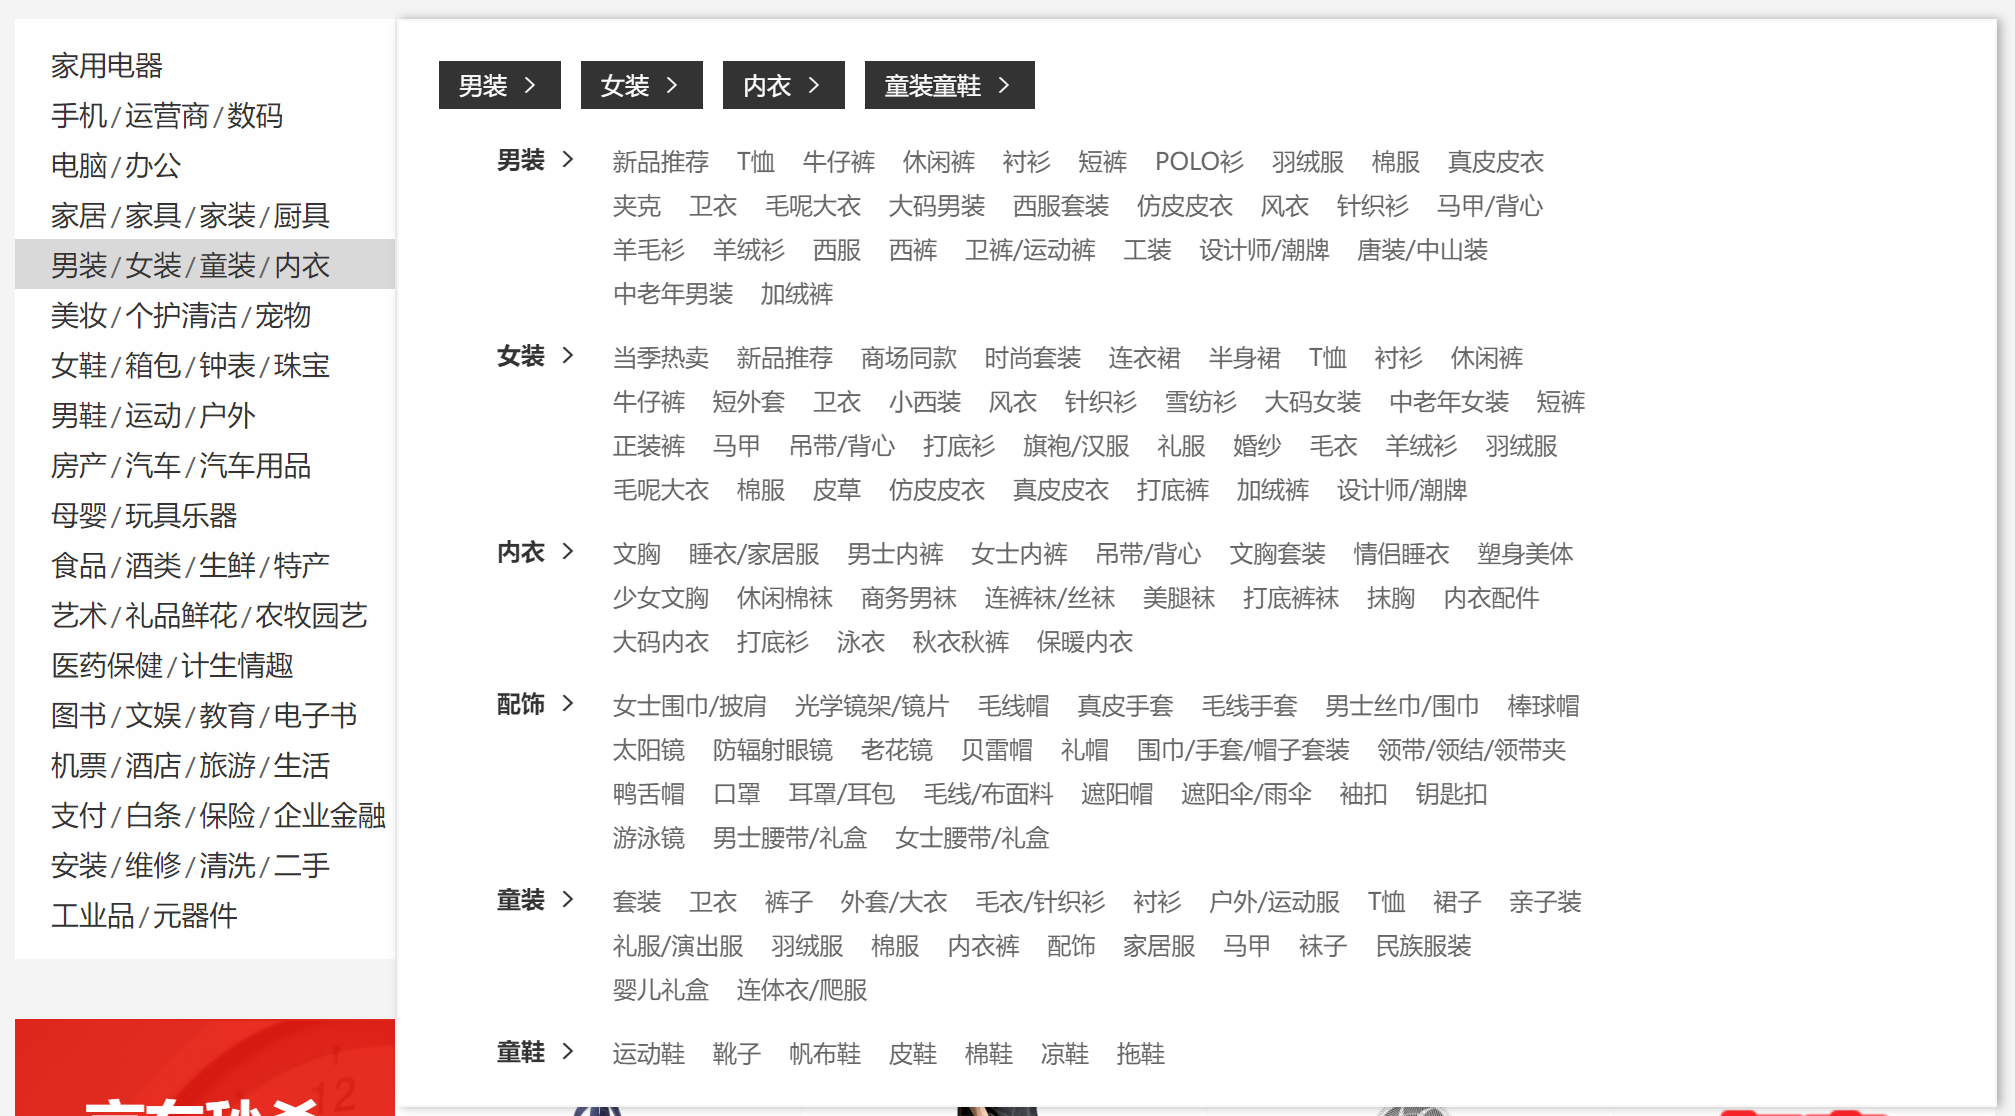 家用电器
手机/运营商/数码
电脑/办公
家居/家具/家装/厨具
男装/女装/童装/内衣
美妆/个护清洁/宠物
女鞋/箱包/钟表/珠宝
男鞋/运动/户外
房产/汽车/汽车用品
母婴/玩具乐器
食品/酒类/生鲜/特产
艺术/礼品鲜花/农牧园艺
医药保健/计生情趣
图书/文娱/教育/电子书
机票/酒店/旅游/生活
支付/白条/保险/企业金融
安装/维修/清洗/二手
工业品/元器件
男装 > 女装 > 内衣 > 童装童鞋 >
男装 > 新品推荐 T恤 牛仔裤 休闲裤 衬衫 短裤 POLO衫 羽绒服 棉服 真皮皮衣
夹克 卫衣 毛呢大衣 大码男装 西服套装 仿皮皮衣 风衣 针织衫 马甲/背心
羊毛衫 羊绒衫 西服 西裤 卫裤/运动裤 工装 设计师/潮牌 唐装/中山装
中老年男装 加绒裤
女装 > 当季热卖 新品推荐 商场同款 时尚套装 连衣裙 半身裙 T恤 衬衫 休闲裤
牛仔裤 短外套 卫衣 小西装 风衣 针织衫 雪纺衫 大码女装 中老年女装 短裤
正装裤 马甲 吊带/背心 打底衫 旗袍/汉服 礼服 婚纱 毛衣 羊绒衫 羽绒服
毛呢大衣 棉服 皮草 仿皮皮衣 真皮皮衣 打底裤 加绒裤 设计师/潮牌
内衣 > 文胸 睡衣/家居服 男士内裤 女士内裤 吊带/背心 文胸套装 情侣睡衣 塑身美体
少女文胸 休闲棉袜 商务男袜 连裤袜/丝袜 美腿袜 打底裤袜 抹胸 内衣配件
大码内衣 打底衫 泳衣 秋衣秋裤 保暖内衣
配饰 > 女士围巾/披肩 光学镜架/镜片 毛线帽 真皮手套 毛线手套 男士丝巾/围巾 棒球帽
太阳镜 防辐射眼镜 老花镜 贝雷帽 礼帽 围巾/手套/帽子套装 领带/领结/领带夹
鸭舌帽 口罩 耳罩/耳包 毛线/布面料 遮阳帽 遮阳伞/雨伞 袖扣 钥匙扣
游泳镜 男士腰带/礼盒 女士腰带/礼盒
童装 > 套装 卫衣 裤子 外套/大衣 毛衣/针织衫 衬衫 户外/运动服 T恤 裙子 亲子装
礼服/演出服 羽绒服 棉服 内衣裤 配饰 家居服 马甲 袜子 民族服装
婴儿礼盒 连体衣/爬服
童鞋 > 运动鞋 靴子 帆布鞋 皮鞋 棉鞋 凉鞋 拖鞋
12